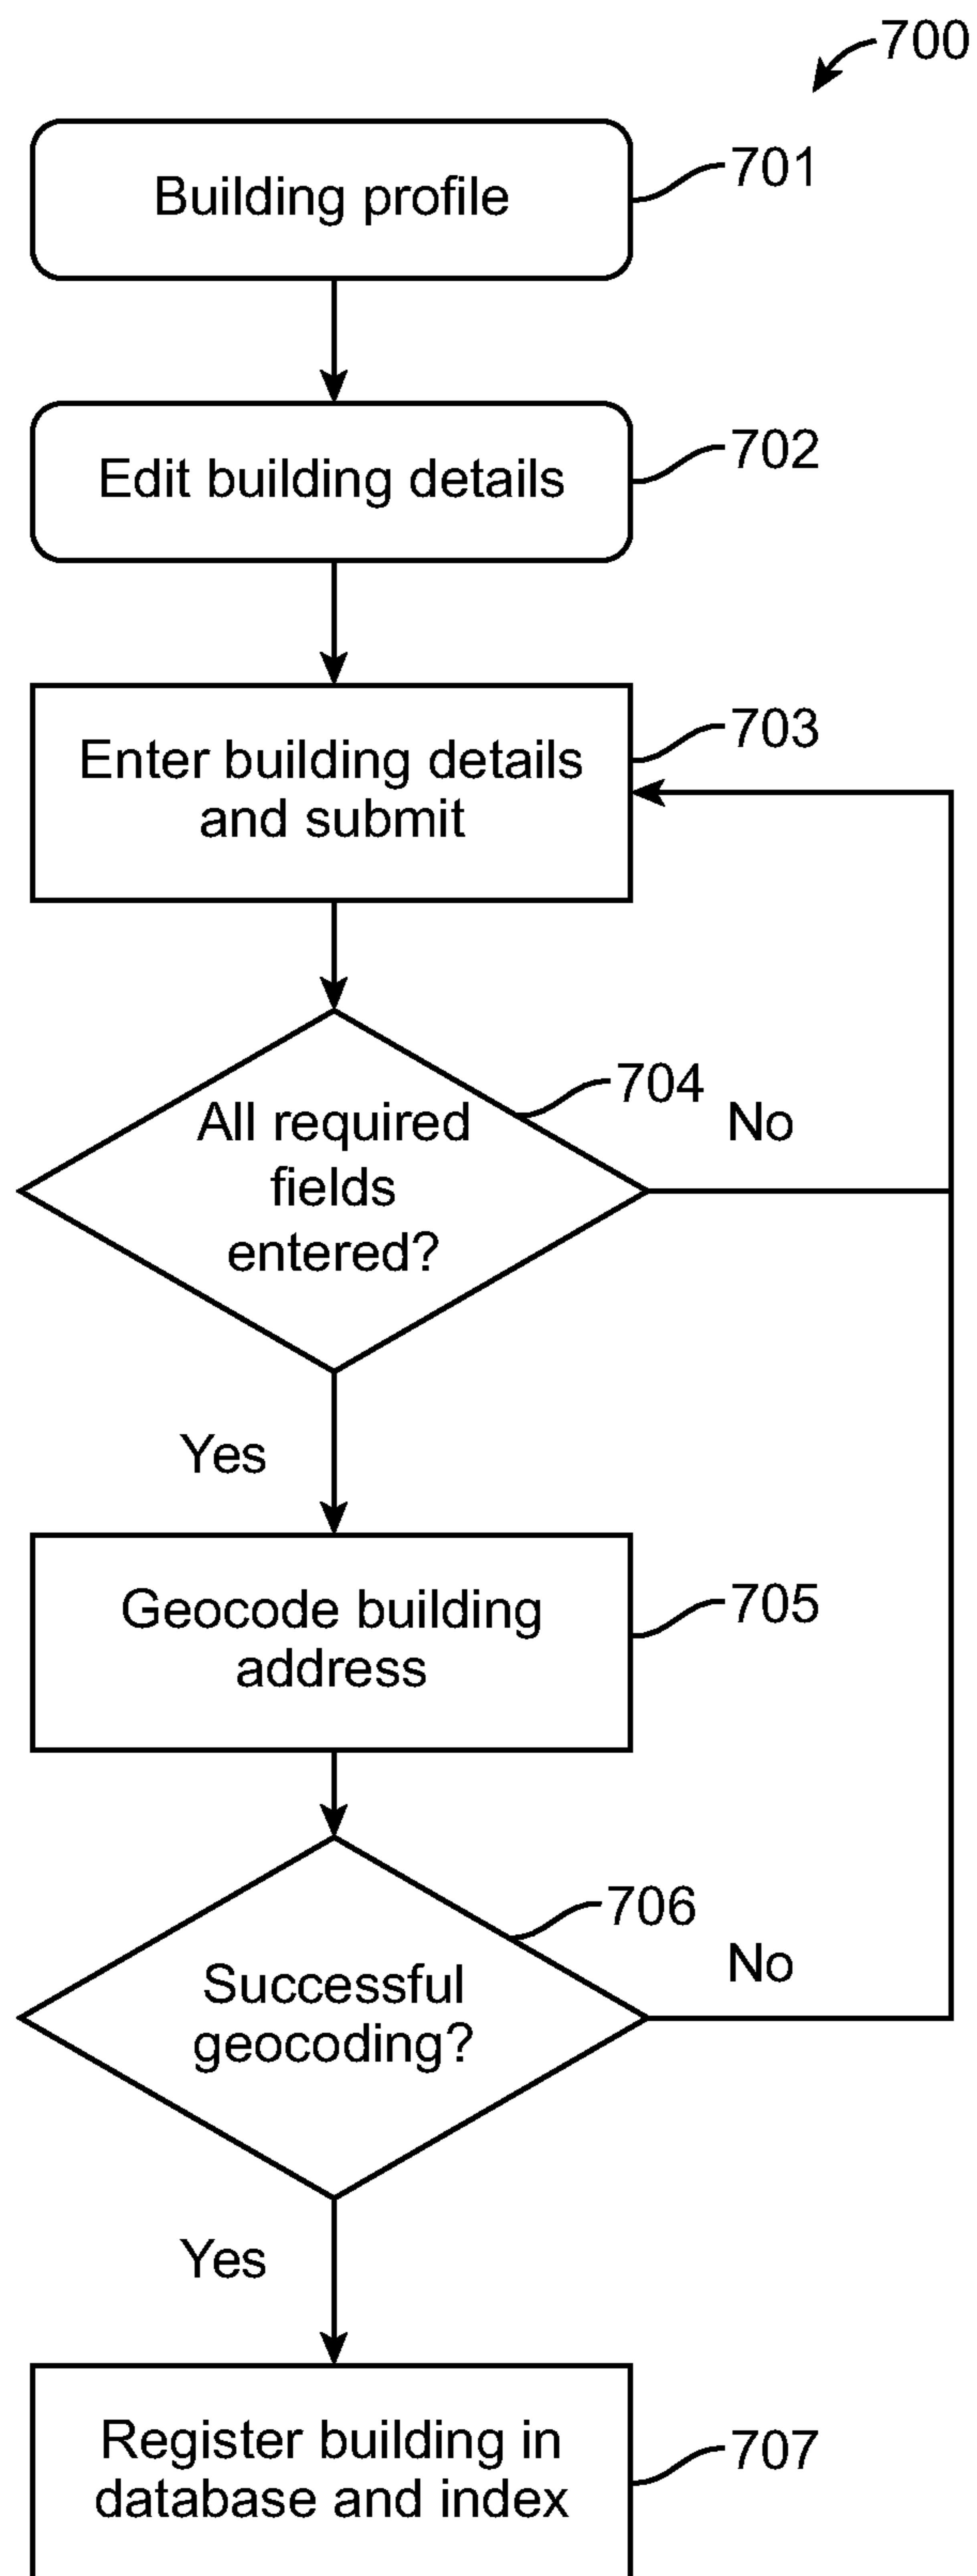 700
Building profile
701
Edit building details
702
Enter building details
and submit
703
All required
fields
entered?
704
No
Yes
Geocode building
address
705
Successful
geocoding?
706
No
Yes
Register building in
database and index
707